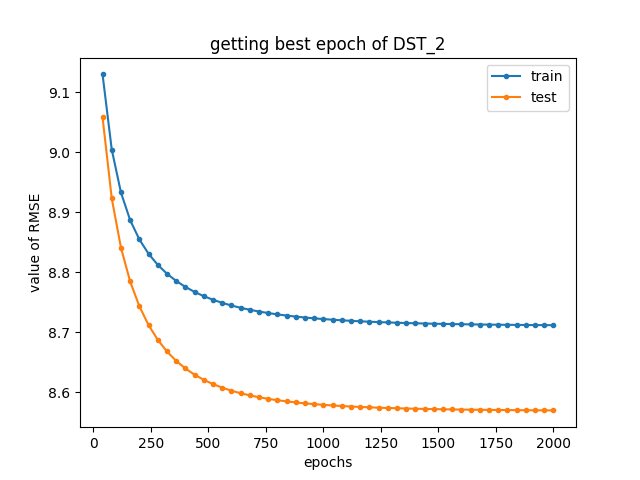 getting best epoch of DST_2
train
test
value of RMSE
9.1
9.0
8.9
8.8
8.7
8.6
0 250 500 750 1000 1250 1500 1750 2000
epochs